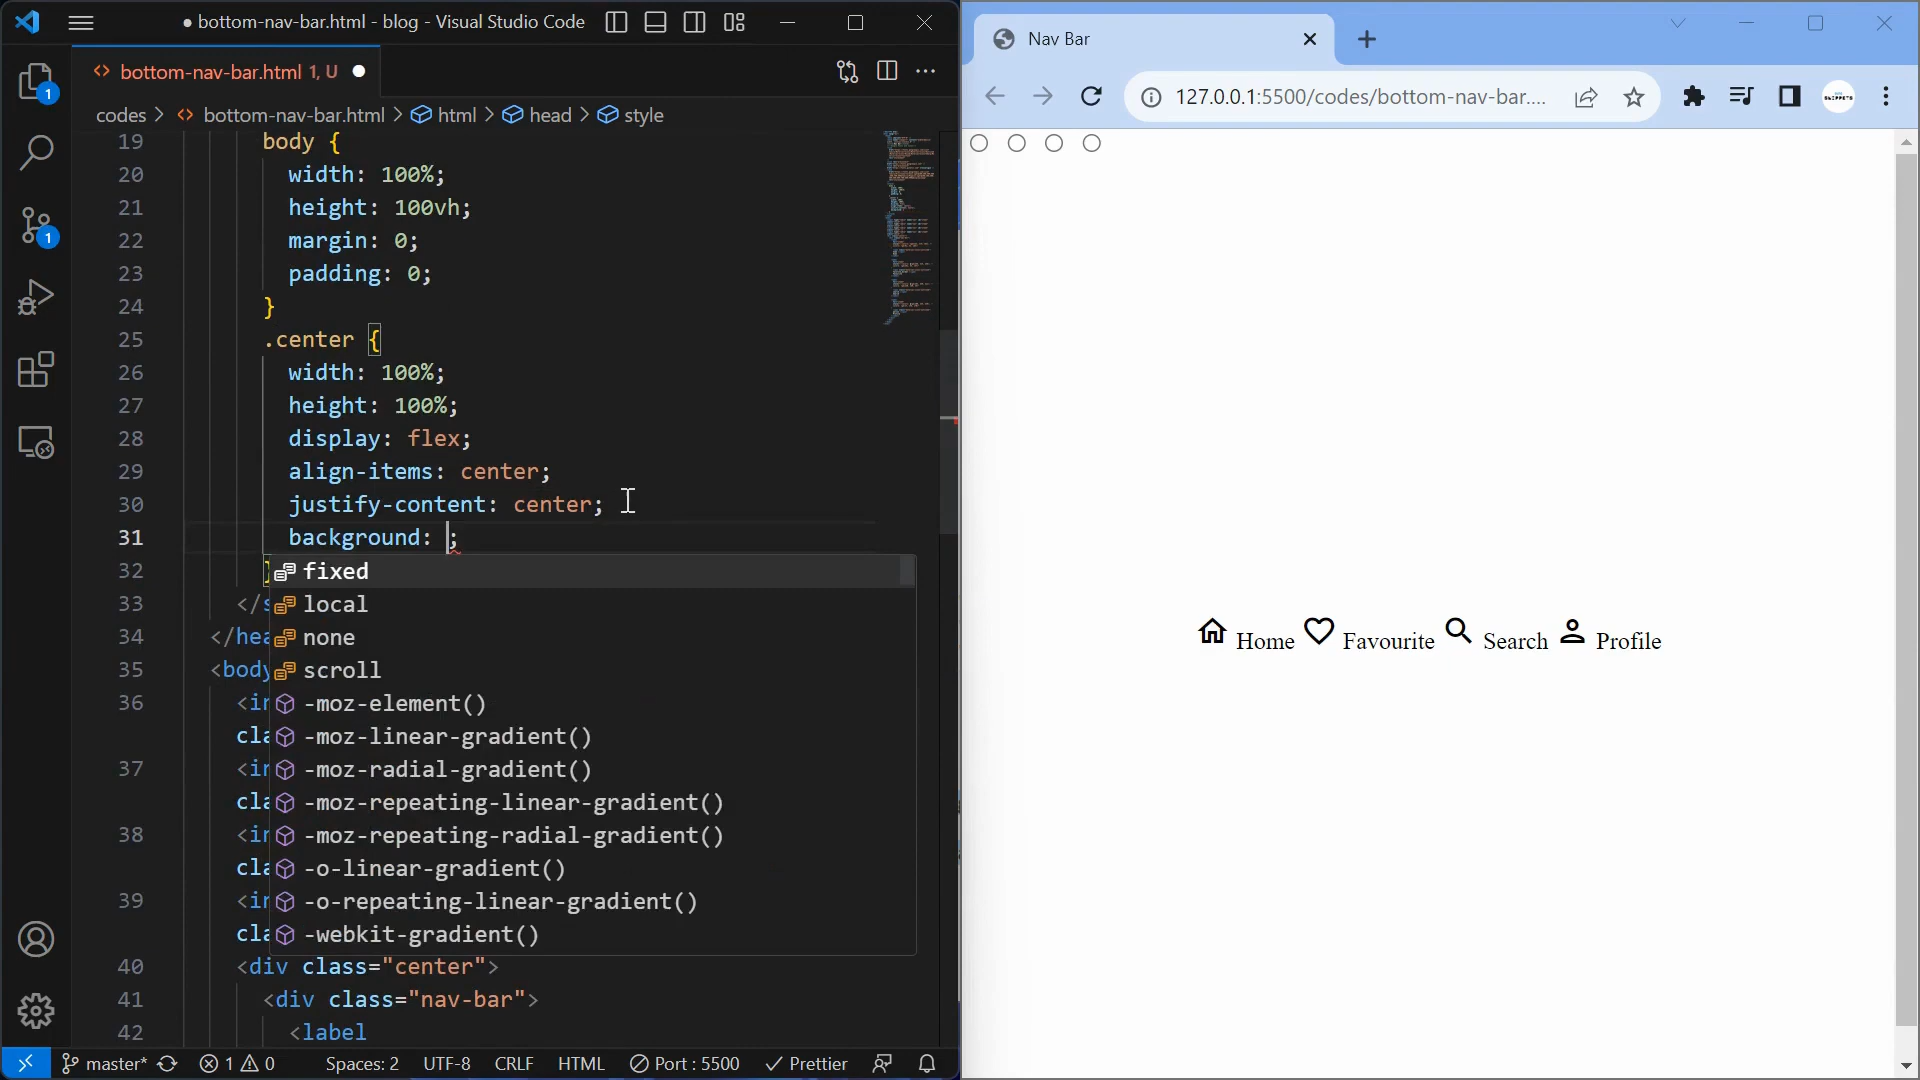 bottom-nav-bar.html - blog - Visual Studio Code
bottom-nav-bar.html 1, U
codes > bottom-nav-bar.html > html > head > style
19 body {
20 width: 100%;
21 height: 100vh;
22 margin: 0;
23 padding: 0;
24 }
25 .center {
26 width: 100%;
27 height: 100%;
28 display: flex;
29 align-items: center;
30 justify-content: center;
31 background: ;
32 }
33 </s
34 </hea
35 <body
36 <in
cla
37 <in
cla
38 <in
cla
39 <in
cla
40 <div class="center">
41 <div class="nav-bar">
42 <label
fixed
local
none
scroll
-moz-element()
-moz-linear-gradient()
-moz-radial-gradient()
-moz-repeating-linear-gradient()
-moz-repeating-radial-gradient()
-o-linear-gradient()
-o-repeating-linear-gradient()
-webkit-gradient()
1
1
master* 1 0 Spaces: 2 UTF-8 CRLF HTML Port : 5500 Prettier
Nav Bar
127.0.0.1:5500/codes/bottom-nav-bar....
Home Favourite Search Profile